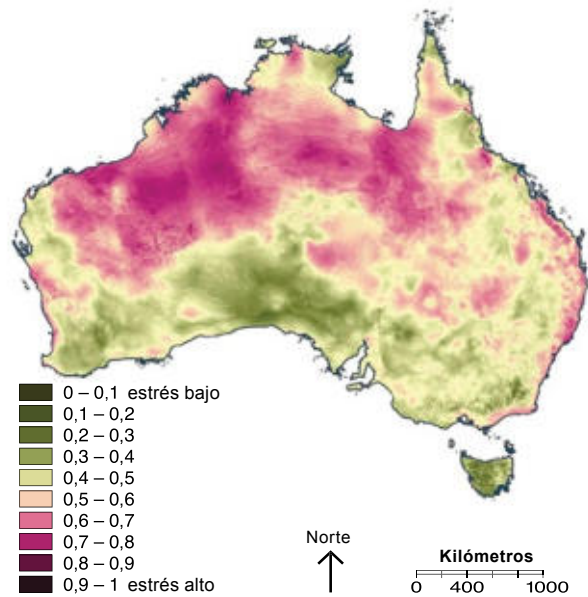 0 – 0,1 estrés bajo
0,1 – 0,2
0,2 – 0,3
0,3 – 0,4
0,4 – 0,5
0,5 – 0,6
0,6 – 0,7
0,7 – 0,8
0,8 – 0,9
0,9 – 1 estrés alto
Norte
Kilómetros
0 400 1000